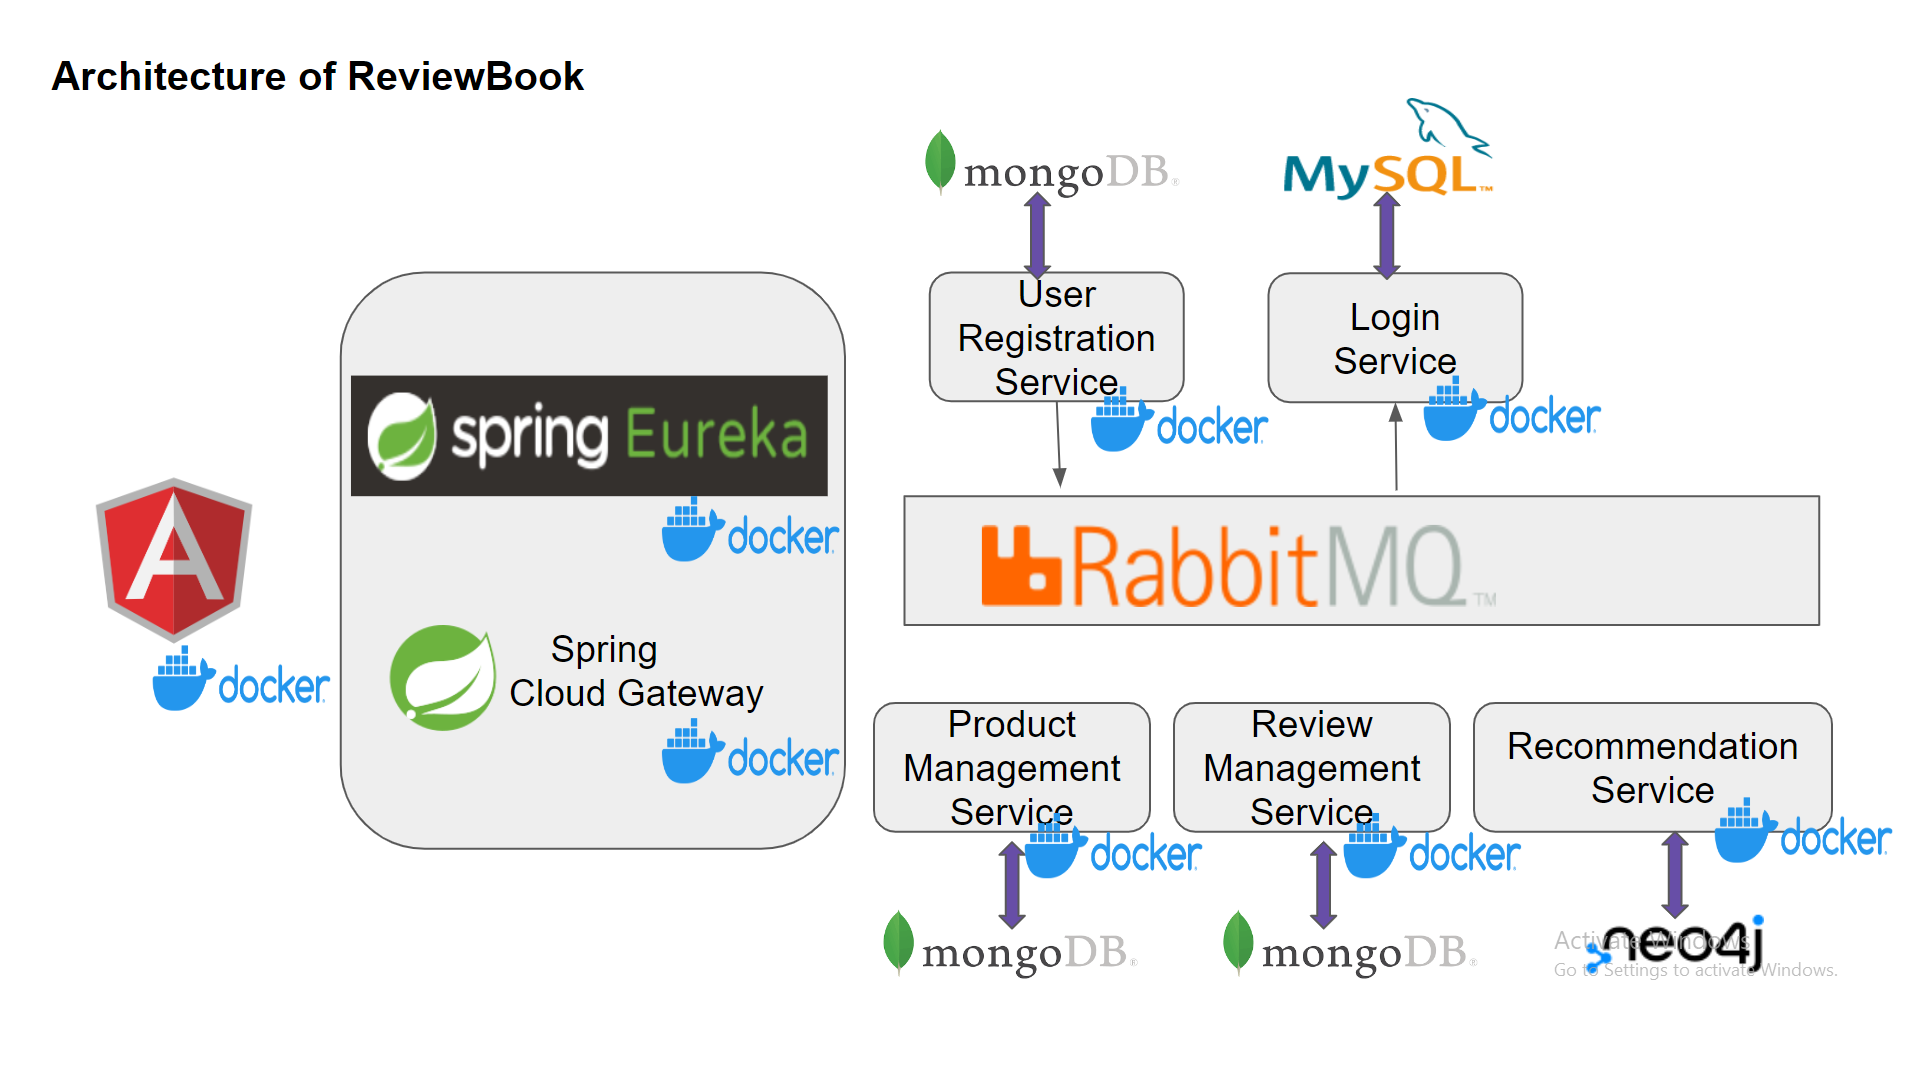 Architecture of ReviewBook
mongoDB®
MySQL™
User
Registration
Service
docker
Login
Service
docker
spring Eureka
docker
RabbitMQ™
docker
Spring
Cloud Gateway
docker
Product
Management
Service
docker
Review
Management
Service
docker
Recommendation
Service
docker
mongoDB®
mongoDB®
neo4j
Activate Windows
Go to Settings to activate Windows.